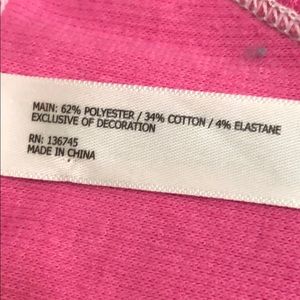 MAIN: 62% POLYESTER / 34% COTTON / 4% ELASTANE
EXCLUSIVE OF DECORATION
RN: 136745
MADE IN CHINA